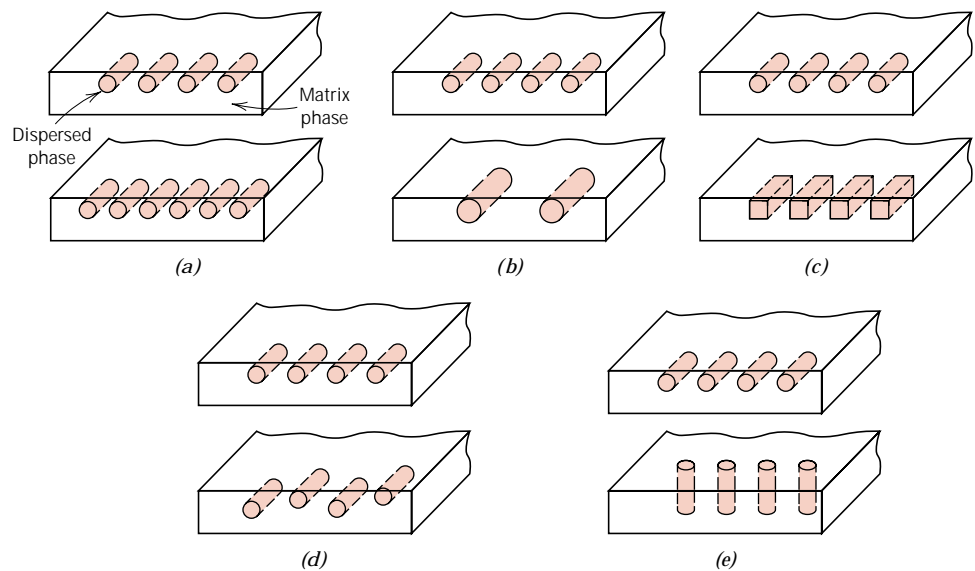 Matrix
phase
Dispersed
phase
(a)
(b)
(c)
(d)
(e)